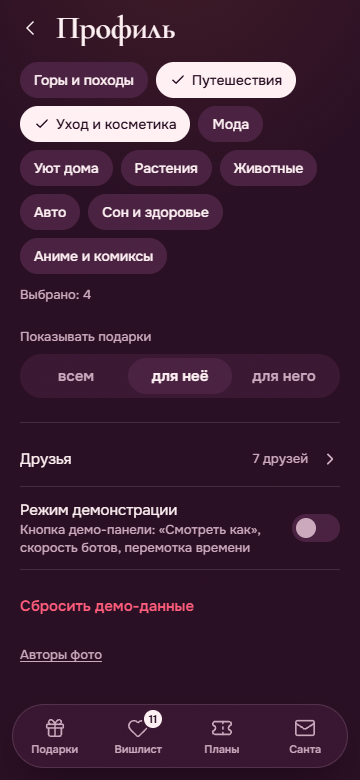 Профиль
Горы и походы
Путешествия
Уход и косметика
Мода
Уют дома
Растения
Животные
Авто
Сон и здоровье
Аниме и комиксы
Выбрано: 4
Показывать подарки
всем
для неё
для него
Друзья
7 друзей
Режим демонстрации
Кнопка демо-панели: «Смотреть как»,
скорость ботов, перемотка времени
Сбросить демо-данные
Авторы фото
11
Подарки
Вишлист
Планы
Санта